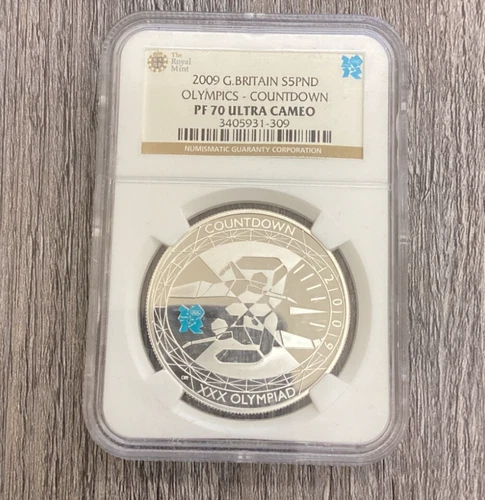 The
Royal
Mint
2009 G.BRITAIN S5PND
OLYMPICS - COUNTDOWN
PF 70 ULTRA CAMEO
3405931-309
NUMISMATIC GUARANTY CORPORATION
COUNTDOWN
2009
XXX OLYMPIAD